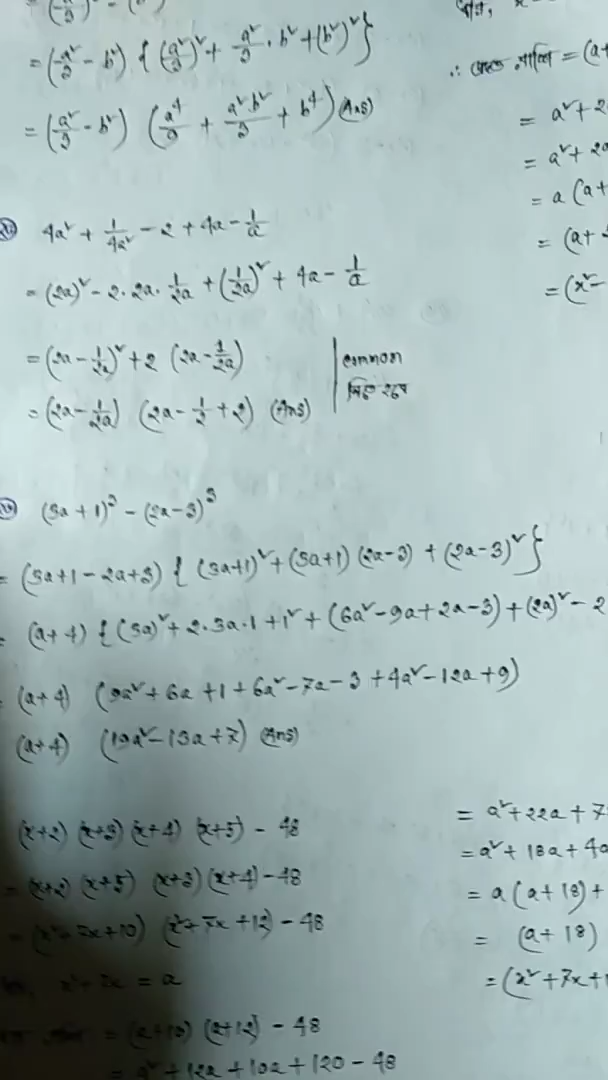 = (a²/3 - b²) {(a²/3)² + a²/3 · b² + (b²)²}
= (a²/3 - b²) (a⁴/9 + a²b²/3 + b⁴) (Ans)
4a² + 1/4a² - 2 + 4a - 1/a
= (2a)² - 2·2a·1/2a + (1/2a)² + 4a - 1/a
= (2a - 1/2a)² + 2 (2a - 1/2a) | common
= (2a - 1/2a) (2a - 1/2 + 2) (Ans)
(3a + 1)³ - (2a - 3)³
= (3a+1 - 2a+3) { (3a+1)² + (3a+1) (2a-3) + (2a-3)² }
= (a+4) { (3a)² + 2·3a·1 + 1² + (6a² - 9a + 2a - 3) + (2a)² - 2
= (a+4) (9a² + 6a + 1 + 6a² - 7a - 3 + 4a² - 12a + 9)
(a+4) (19a² - 13a + 7) (Ans)
(x+2) (x+3) (x+4) (x+5) - 48
= (x+2) (x+5) (x+3) (x+4) - 48
= (x² + 7x + 10) (x² + 7x + 12) - 48
= a
= (a+10) (a+12) - 48
= a² + 12a + 10a + 120 - 48
= (a+
= a² + 2a
= a² + 2a
= a (a+
= (a+
= (x² -
= a² + 22a + 7
= a² + 18a + 4a
= a (a + 18) +
= (a + 18)
= (x² + 7x + 1